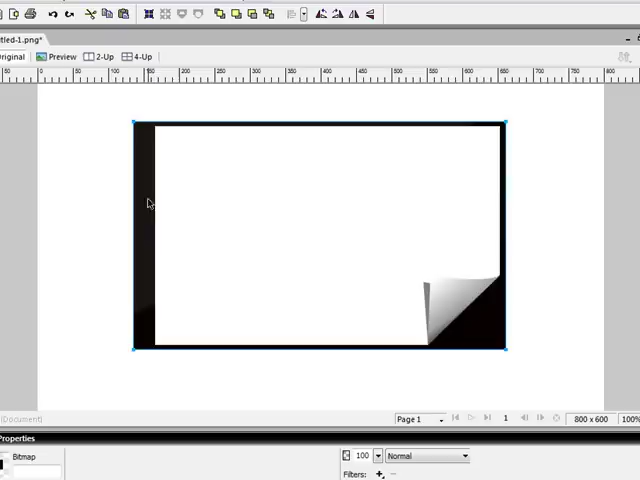 tled-1.png*
Original Preview 2-Up 4-Up
50 0 50 100 150 200 250 300 350 400 450 500 550 600 650 700 750 800
(Document) Page 1 1 800 x 600 100%
Properties
Bitmap 100 Normal
Filters: